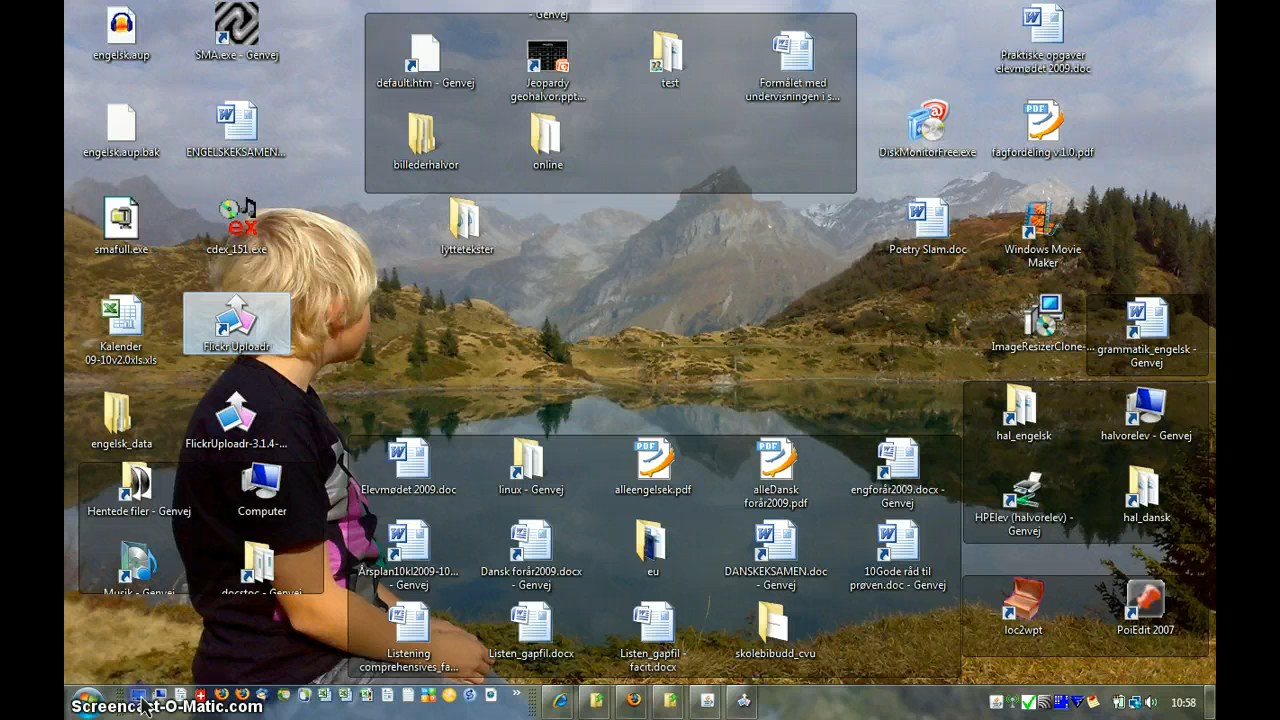 engelsk.aup
SMA.exe - Genvej
- Genvej
default.htm - Genvej
Jeopardy
geohalvor.ppt...
test
Formålet med
undervisningen i s...
Praktiske opgaver
elevmødet 2009.doc
engelsk.aup.bak
ENGELSKEKSAMEN...
billederhalvor
online
DiskMonitorFree.exe
fagfordeling v.1.0.pdf
smafull.exe
cdex_151.exe
lyttetekster
Poetry Slam.doc
Windows Movie
Maker
Kalender
09-10v2.0xls.xls
Flickr Uploadr
ImageResizerClone-...
grammatik_engelsk -
Genvej
engelsk_data
FlickrUploadr-3.1.4-...
hal_engelsk
halvorelev - Genvej
Hentede filer - Genvej
Computer
Elevmødet 2009.doc
linux - Genvej
alleengelsek.pdf
alleDansk
forår2009.pdf
engforår2009.docx -
Genvej
HPElev (halvorelev) -
Genvej
hal_dansk
Musik - Genvej
docstoc - Genvej
Årsplan10kl2009-10...
- Genvej
Dansk forår2009.docx
- Genvej
eu
DANSKEKSAMEN.doc
- Genvej
10Gode råd til
prøven.doc - Genvej
Listening
comprehensives_fa...
Listen_gapfil.docx
Listen_gapfil -
facit.docx
skolebibudd_cvu
loc2wpt
PoiEdit 2007
Screencast-O-Matic.com
10:58